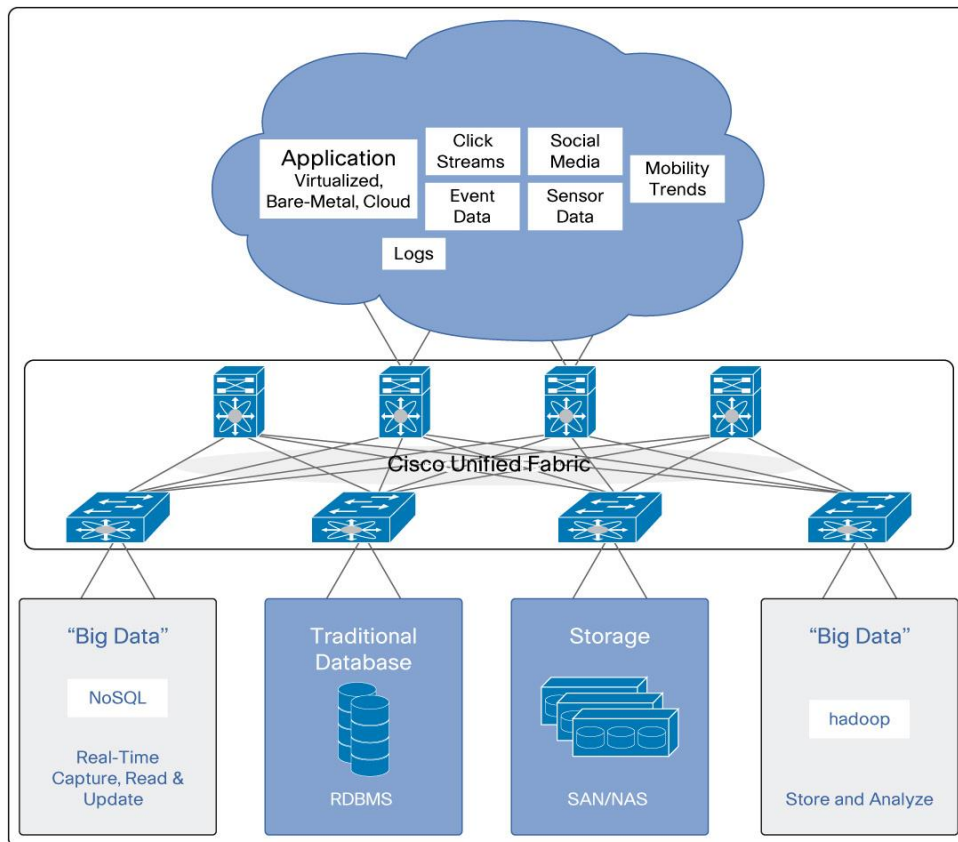 Application
Virtualized,
Bare-Metal, Cloud
Click
Streams
Social
Media
Mobility
Trends
Event
Data
Sensor
Data
Logs
Cisco Unified Fabric
“Big Data”
NoSQL
Real-Time
Capture, Read &
Update
Traditional
Database
RDBMS
Storage
SAN/NAS
“Big Data”
hadoop
Store and Analyze